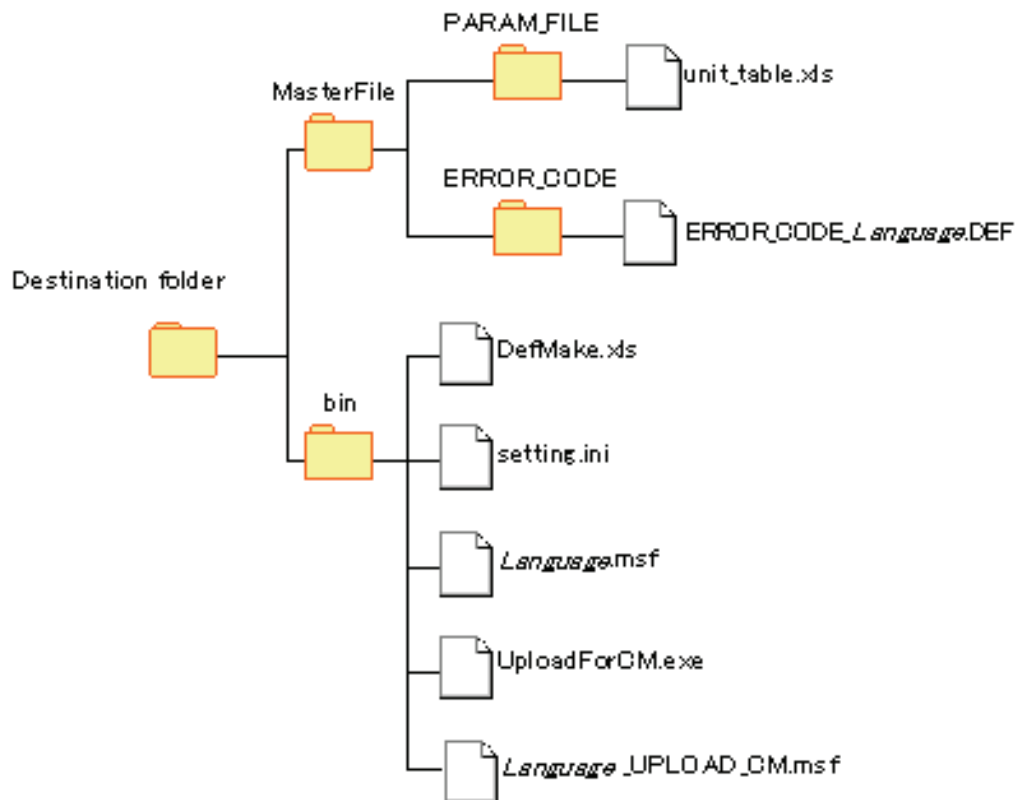 PARAM_FILE
unit_table.xls
MasterFile
ERROR_CODE
ERROR_CODE_Language.DEF
Destination folder
DefMake.xls
bin
setting.ini
Language.msf
UploadForCM.exe
Language_UPLOAD_CM.msf